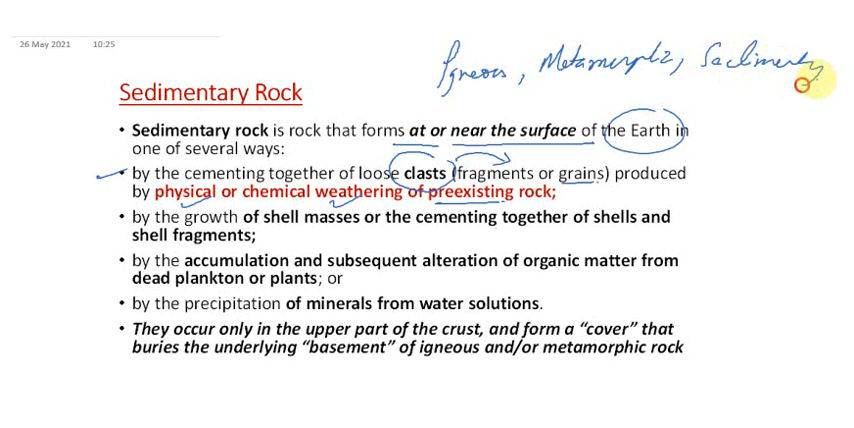 26 May 2021 10:25
Igneous, Metamorphic, Sedimentary
Sedimentary Rock
• Sedimentary rock is rock that forms at or near the surface of the Earth in
one of several ways:
• by the cementing together of loose clasts (fragments or grains) produced
by physical or chemical weathering of preexisting rock;
• by the growth of shell masses or the cementing together of shells and
shell fragments;
• by the accumulation and subsequent alteration of organic matter from
dead plankton or plants; or
• by the precipitation of minerals from water solutions.
• They occur only in the upper part of the crust, and form a “cover” that
buries the underlying “basement” of igneous and/or metamorphic rock